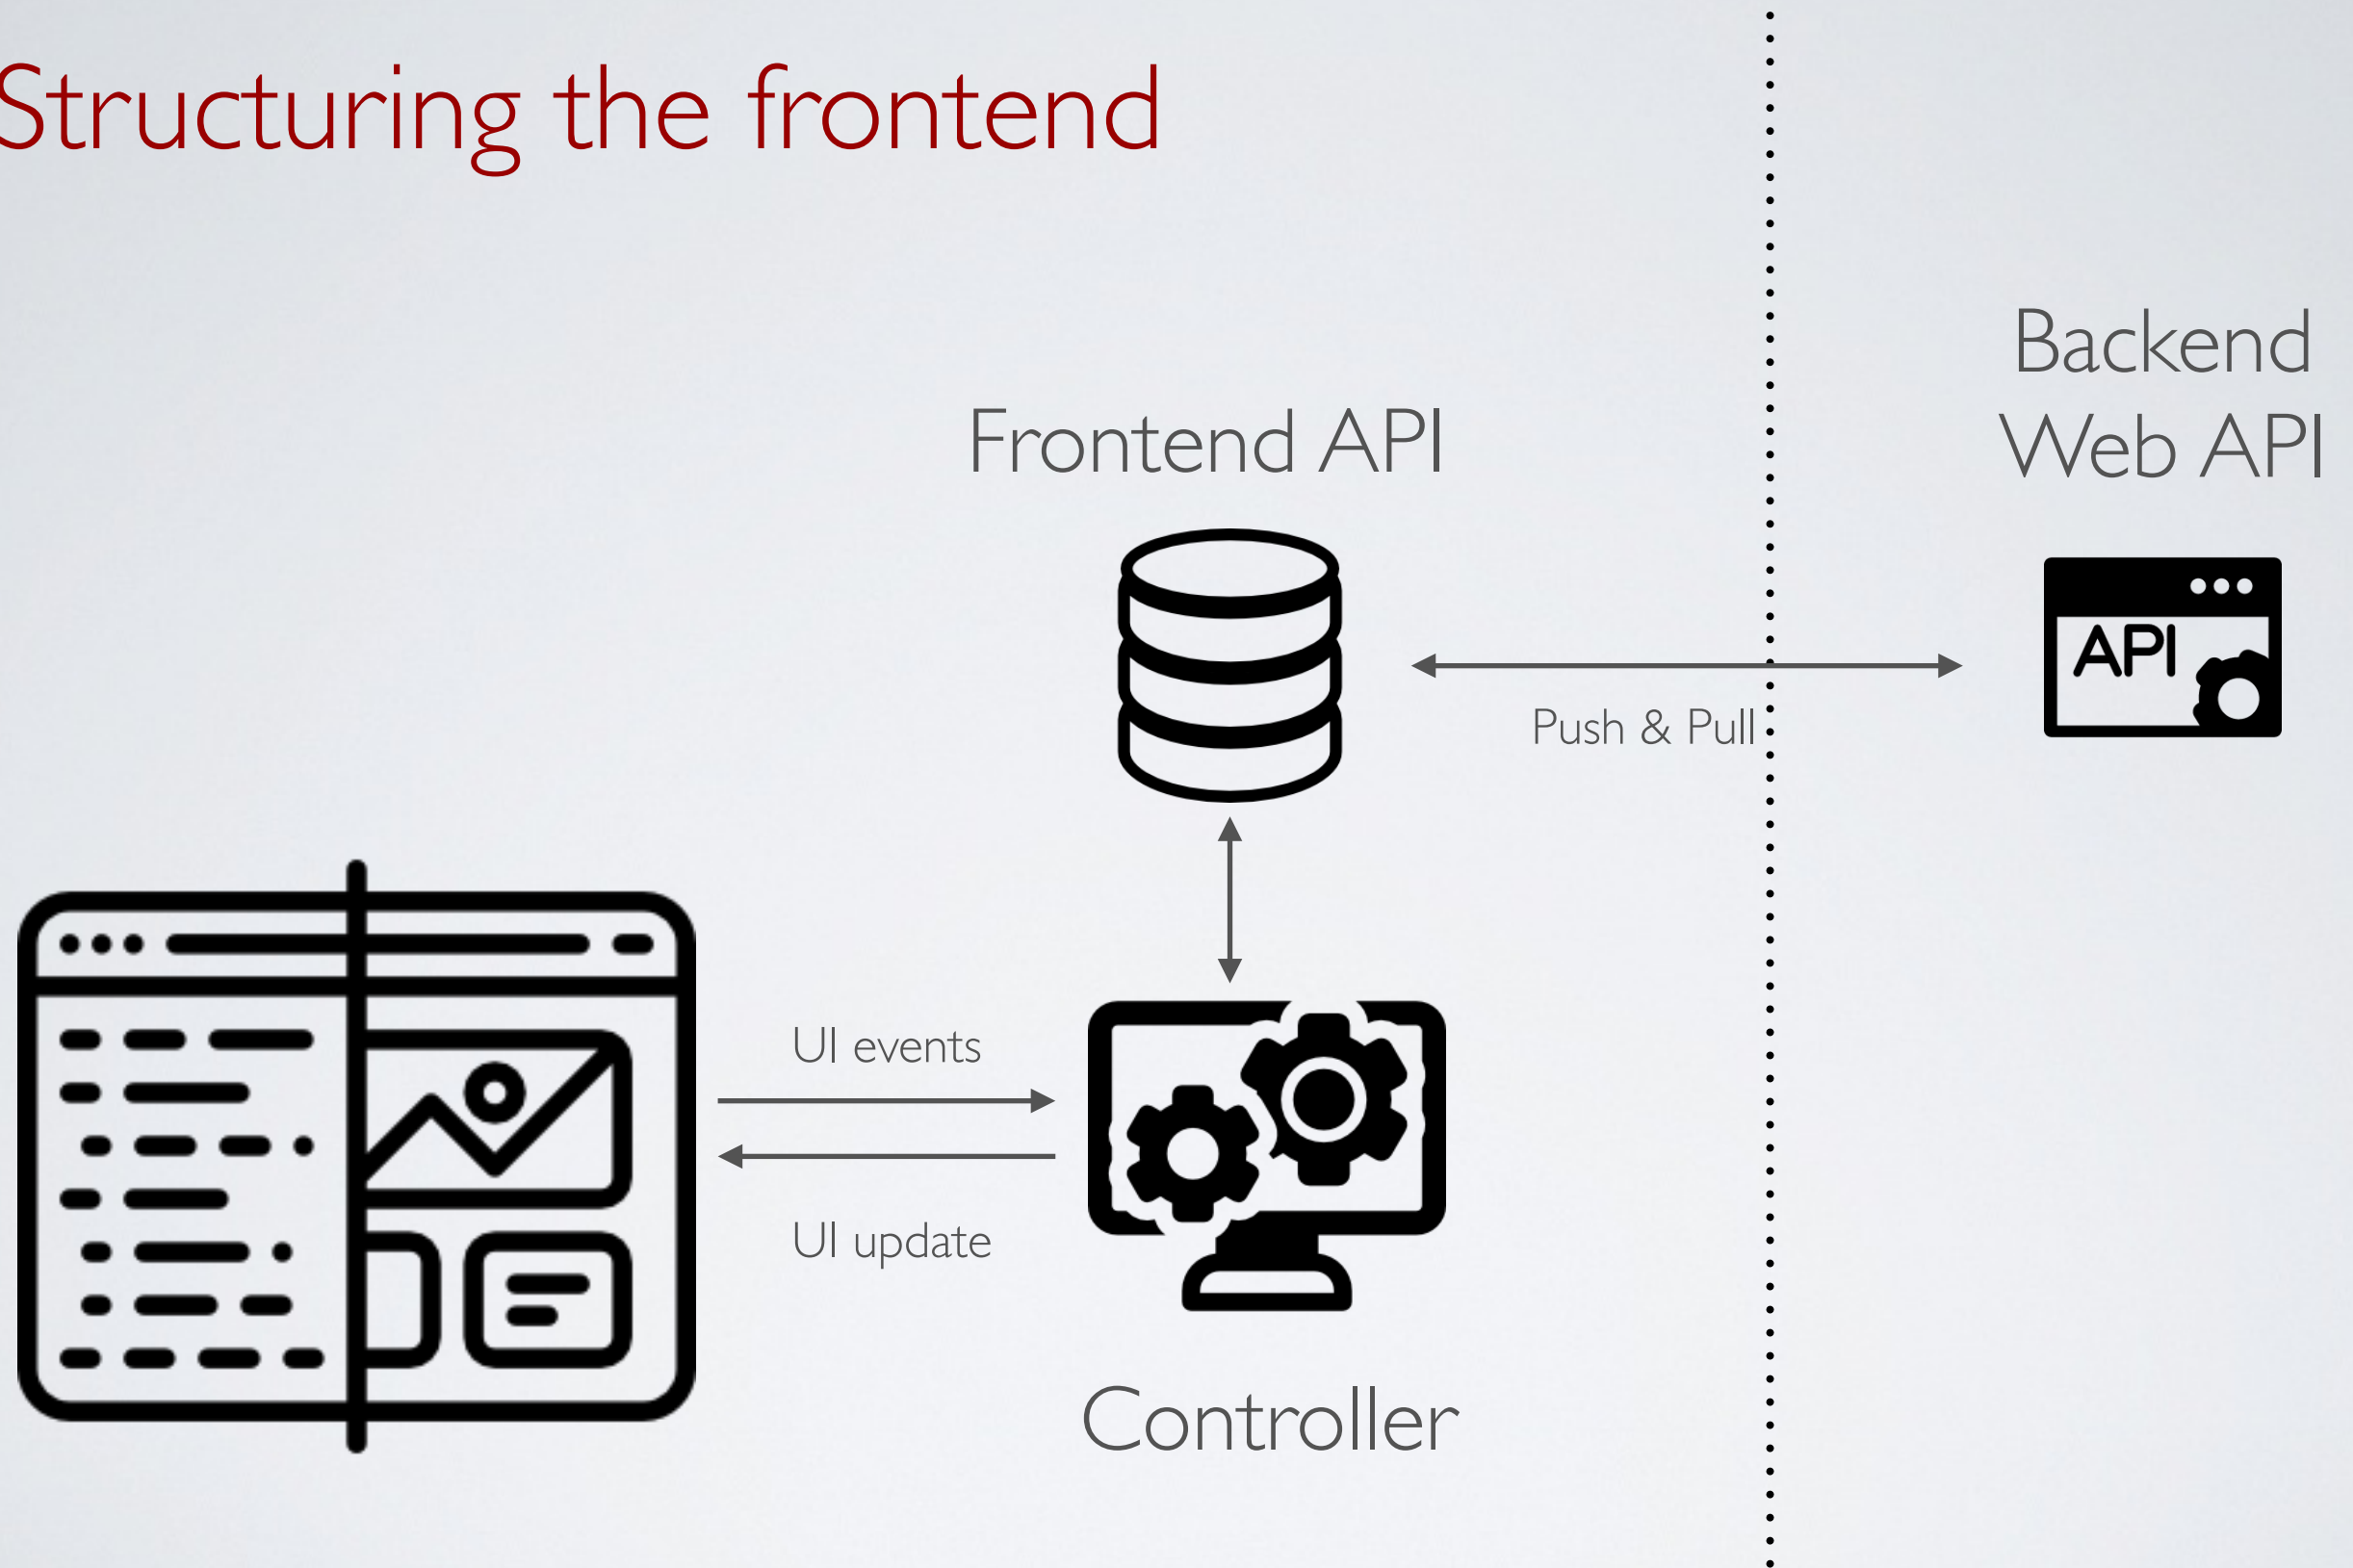 Structuring the frontend
Backend
Web API
Frontend API
API
Push & Pull
UI events
UI update
Controller